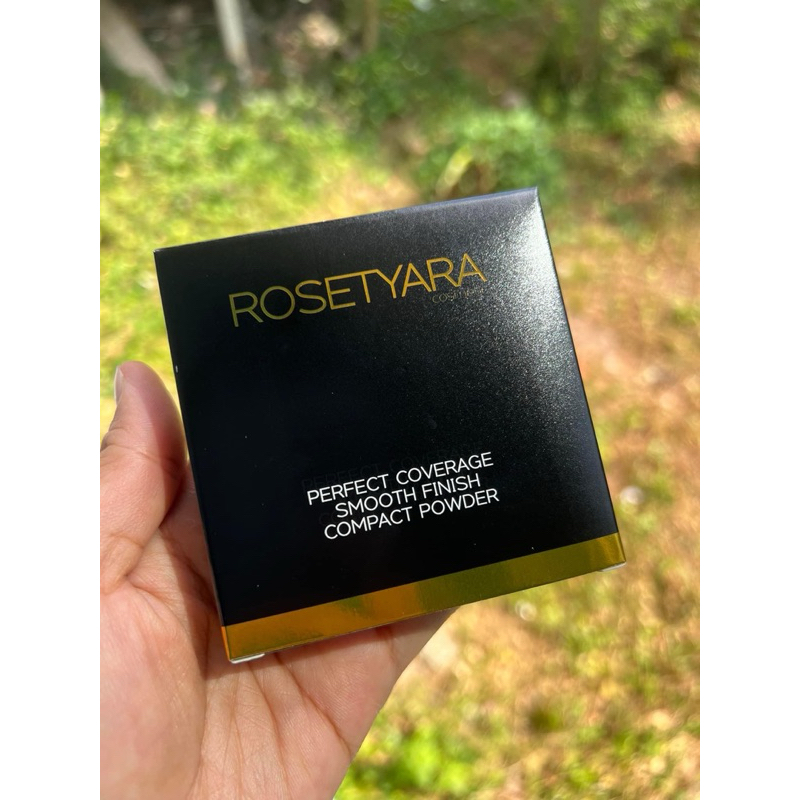 ROSETYARA
PERFECT COVERAGE
SMOOTH FINISH
COMPACT POWDER